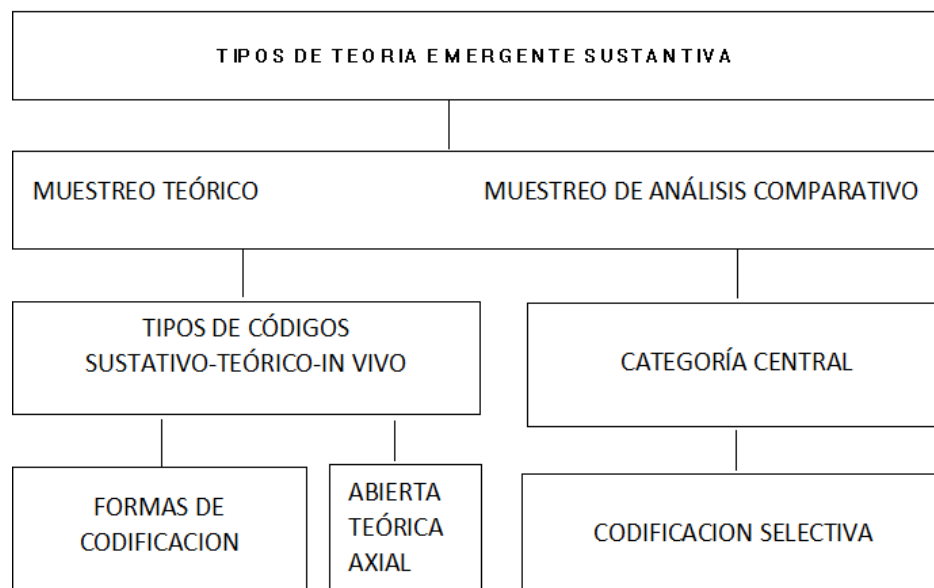 TIPOS DE TEORIA EMERGENTE SUSTANTIVA
MUESTREO TEÓRICO
MUESTREO DE ANÁLISIS COMPARATIVO
TIPOS DE CÓDIGOS
SUSTATIVO-TEÓRICO-IN VIVO
CATEGORÍA CENTRAL
FORMAS DE
CODIFICACION
ABIERTA
TEÓRICA
AXIAL
CODIFICACION SELECTIVA